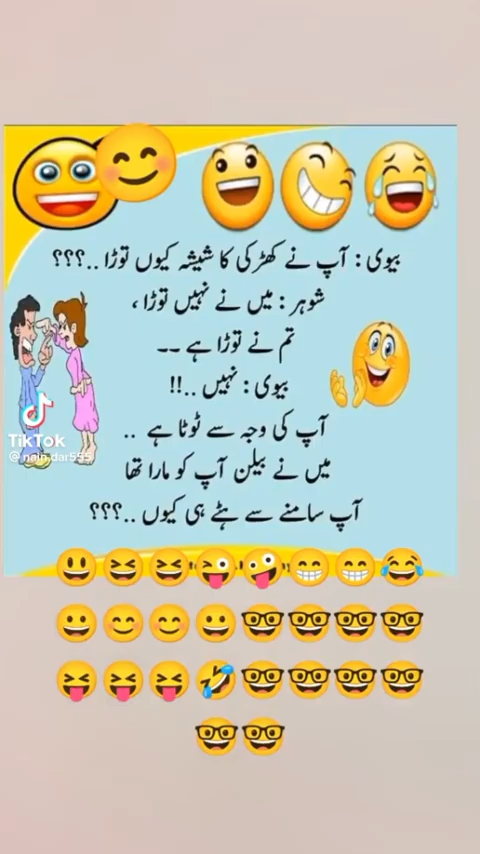 بیوی : آپ نے کھڑکی کا شیشہ کیوں توڑا ..؟؟؟
شوہر : میں نے نہیں توڑا ،
تم نے توڑا ہے ۔۔
بیوی : نہیں ..!!
آپ کی وجہ سے ٹوٹا ہے ..
میں نے بیلن آپ کو مارا تھا
آپ سامنے سے ہٹے ہی کیوں ..؟؟؟
TikTok
@nain.dar555